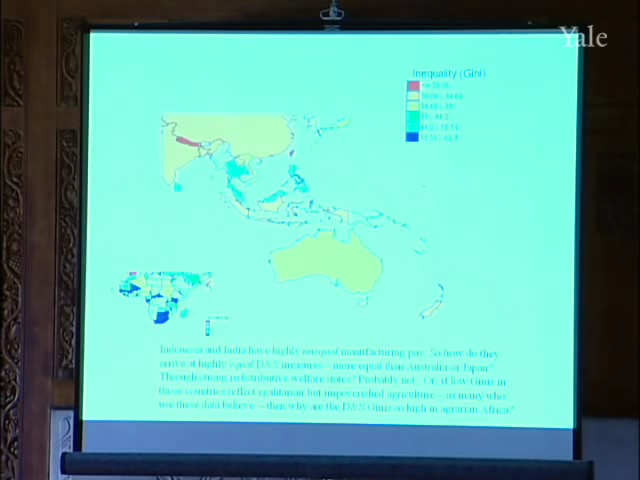 Yale
Inequality (Gini)
Indonesia and India have highly unequal manufacturing pay. So how do they
arrive at highly equal D&S measures—more equal than Australia or Japan?
Through strong redistributive welfare states? Probably not. Or, if low Ginis in
these countries reflect egalitarian but impoverished agriculture—as many who
use these data believe—then why are the D&S Ginis so high in agrarian Africa?